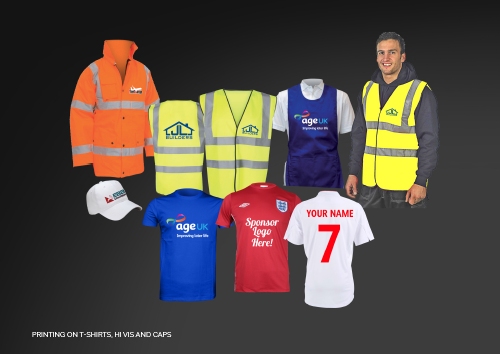 JL
BUILDERS
age UK
Improving later life
age UK
Improving later life
Sponsor
Logo
Here!
YOUR NAME
7
PRINTING ON T-SHIRTS, HI VIS AND CAPS